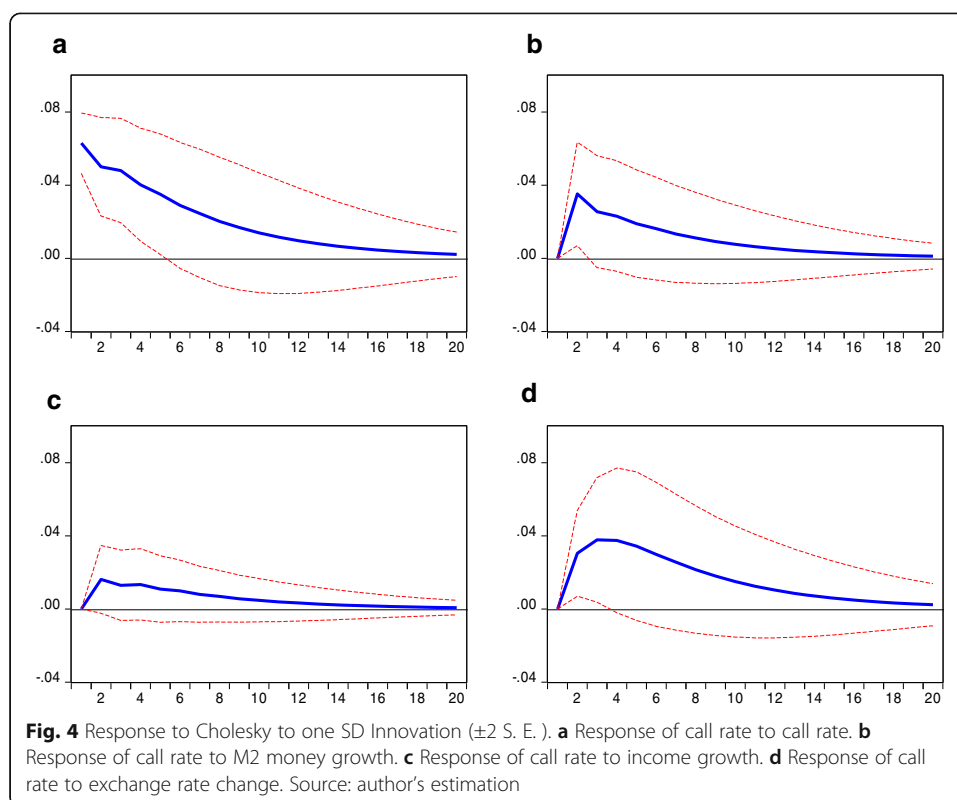 a
b
.08
.04
.00
-.04
2 4 6 8 10 12 14 16 18 20
.08
.04
.00
-.04
2 4 6 8 10 12 14 16 18 20
c
d
.08
.04
.00
-.04
2 4 6 8 10 12 14 16 18 20
.08
.04
.00
-.04
2 4 6 8 10 12 14 16 18 20
Fig. 4 Response to Cholesky to one SD Innovation (±2 S. E. ). a Response of call rate to call rate. b
Response of call rate to M2 money growth. c Response of call rate to income growth. d Response of call
rate to exchange rate change. Source: author's estimation